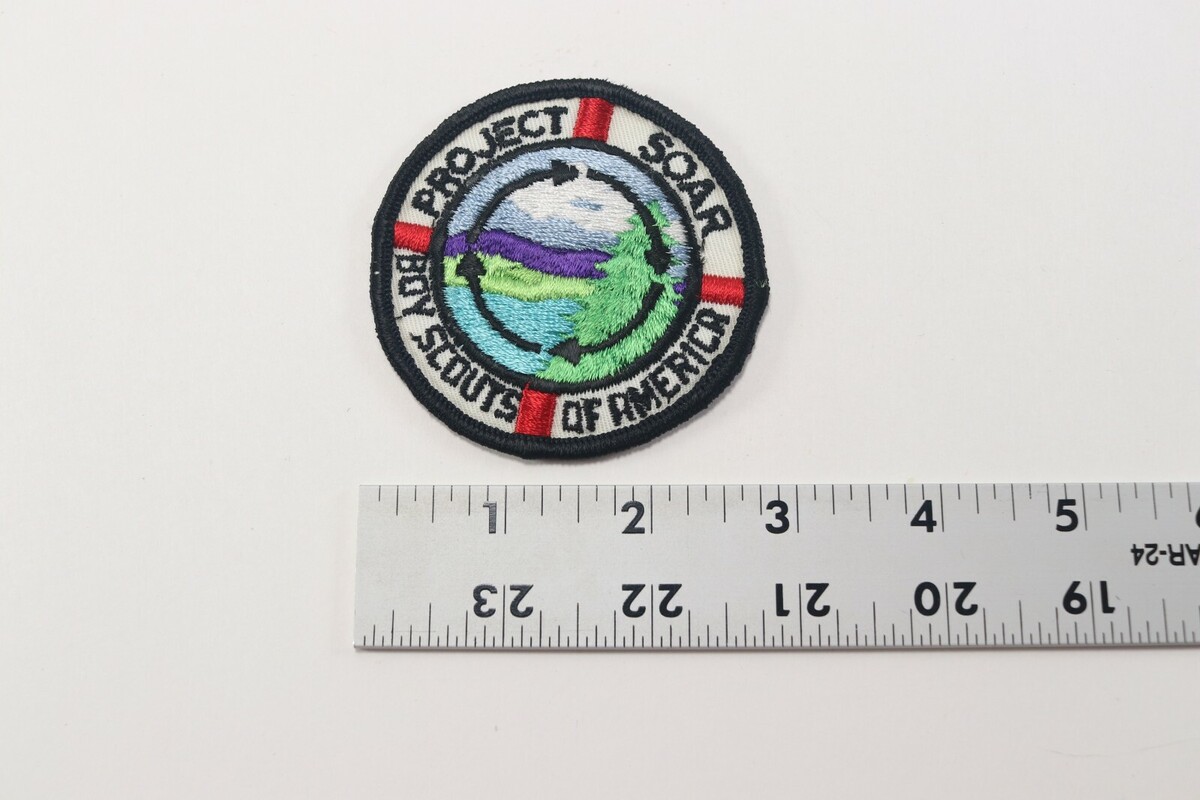 PROJECT SOAR
BOY SCOUTS OF AMERICA
1 2 3 4 5
AR-24
23 22 21 20 19